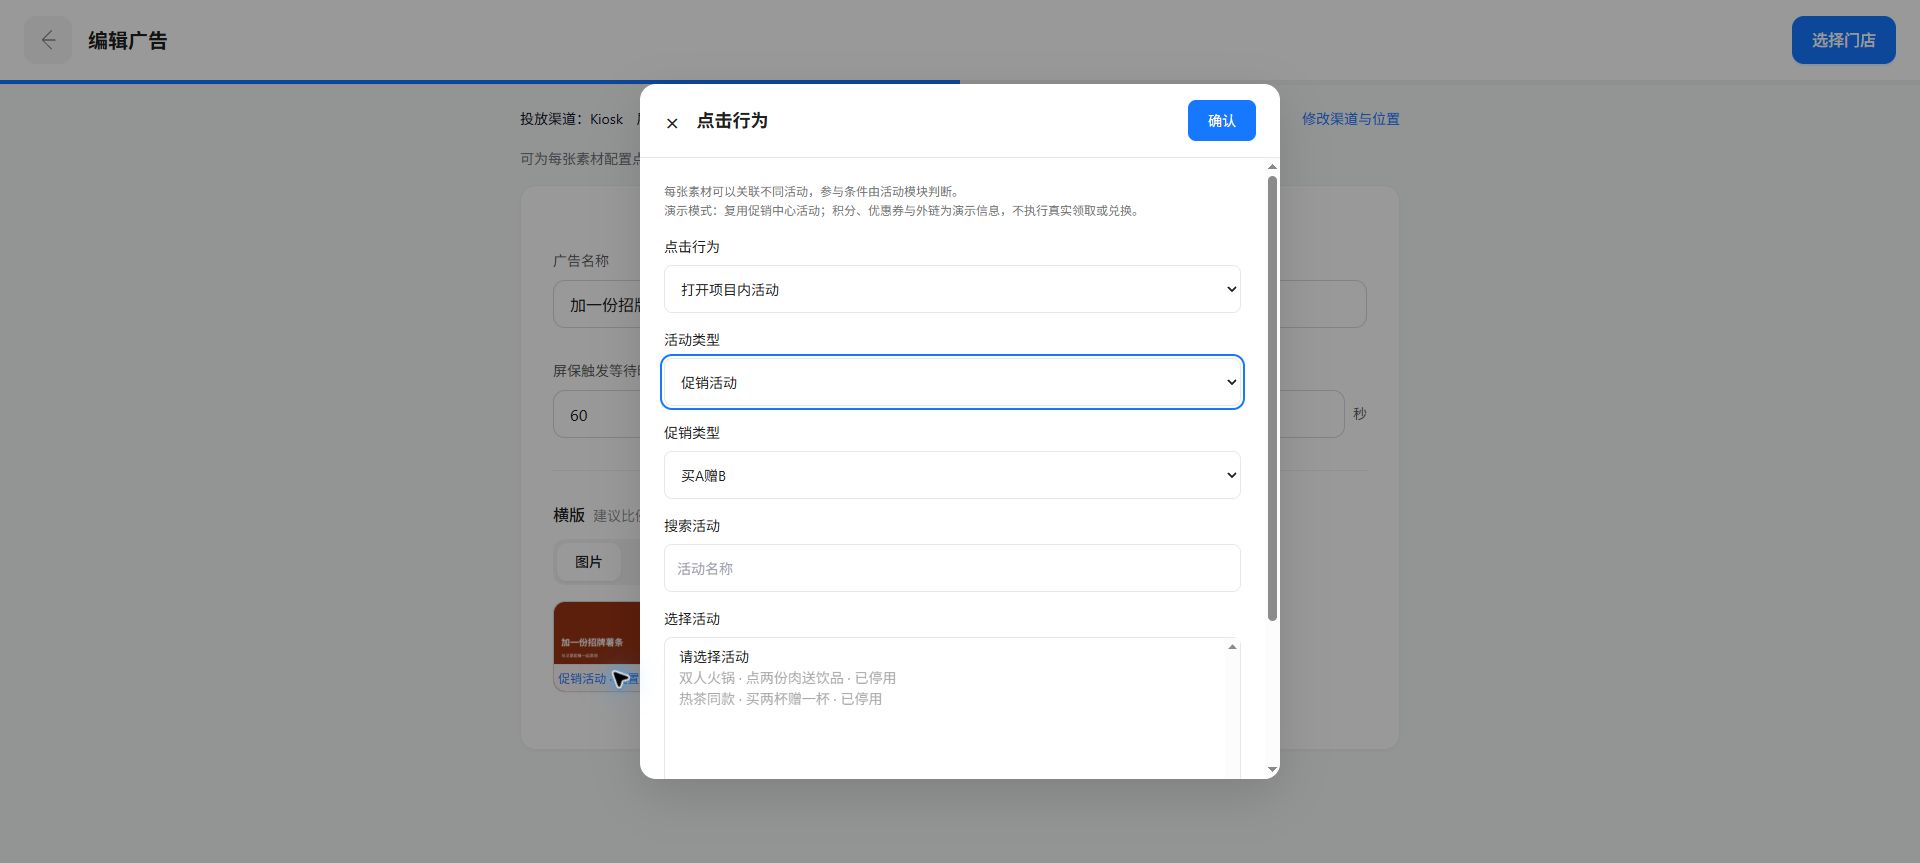 编辑广告
选择门店
投放渠道：Kiosk
修改渠道与位置
可为每张素材配置点
广告名称
加一份招牌
屏保触发等待时
60
秒
横版 建议比例
图片
加一份招牌薯条
促销活动 ·
置
点击行为
确认
每张素材可以关联不同活动，参与条件由活动模块判断。
演示模式：复用促销中心活动；积分、优惠券与外链为演示信息，不执行真实领取或兑换。
点击行为
打开项目内活动
活动类型
促销活动
促销类型
买A赠B
搜索活动
活动名称
选择活动
请选择活动
双人火锅 · 点两份肉送饮品 · 已停用
热茶同款 · 买两杯赠一杯 · 已停用